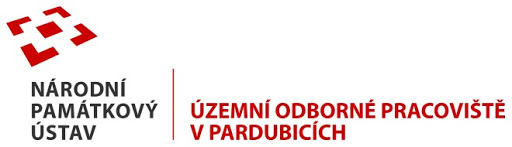 NÁRODNÍ
PAMÁTKOVÝ
ÚSTAV
ÚZEMNÍ ODBORNÉ PRACOVIŠTĚ
V PARDUBICÍCH